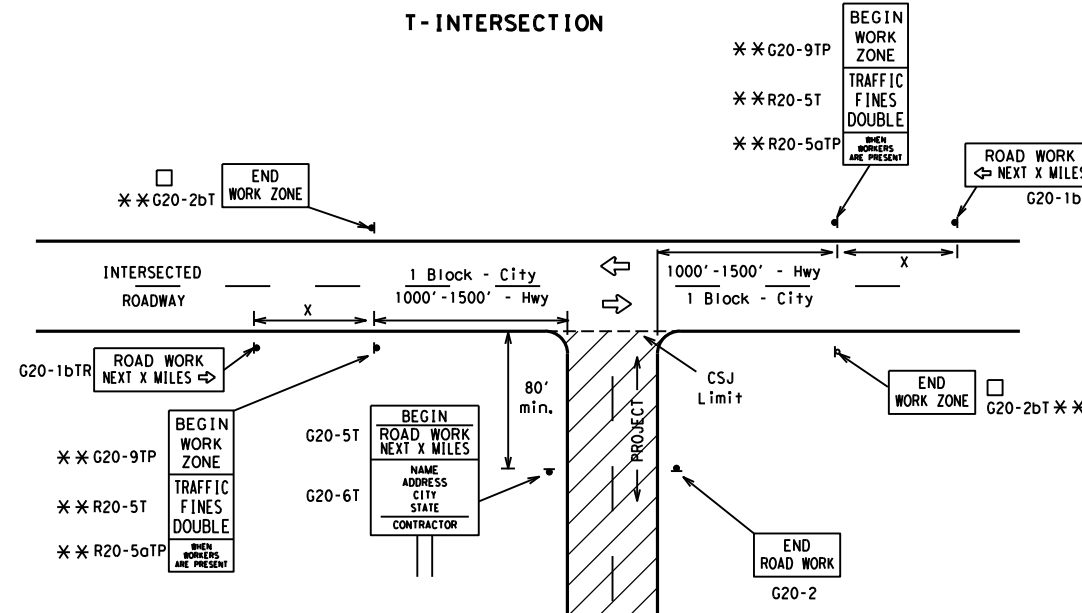 T-INTERSECTION
BEGIN
WORK
ZONE
TRAFFIC
FINES
DOUBLE
WHEN
WORKERS
ARE PRESENT
**G20-9TP
**R20-5T
**R20-5aTP
ROAD WORK
⇦ NEXT X MILES
G20-1b
□
**G20-2bT
END
WORK ZONE
INTERSECTED
ROADWAY
1 Block - City
1000'-1500' - Hwy
X
⇦
⇨
1000'-1500' - Hwy
1 Block - City
X
G20-1bTR
ROAD WORK
NEXT X MILES ⇨
80'
min.
CSJ
Limit
PROJECT
END
WORK ZONE
□
G20-2bT **
BEGIN
WORK
ZONE
TRAFFIC
FINES
DOUBLE
WHEN
WORKERS
ARE PRESENT
** G20-9TP
** R20-5T
** R20-5aTP
G20-5T
G20-6T
BEGIN
ROAD WORK
NEXT X MILES
NAME
ADDRESS
CITY
STATE
CONTRACTOR
END
ROAD WORK
G20-2